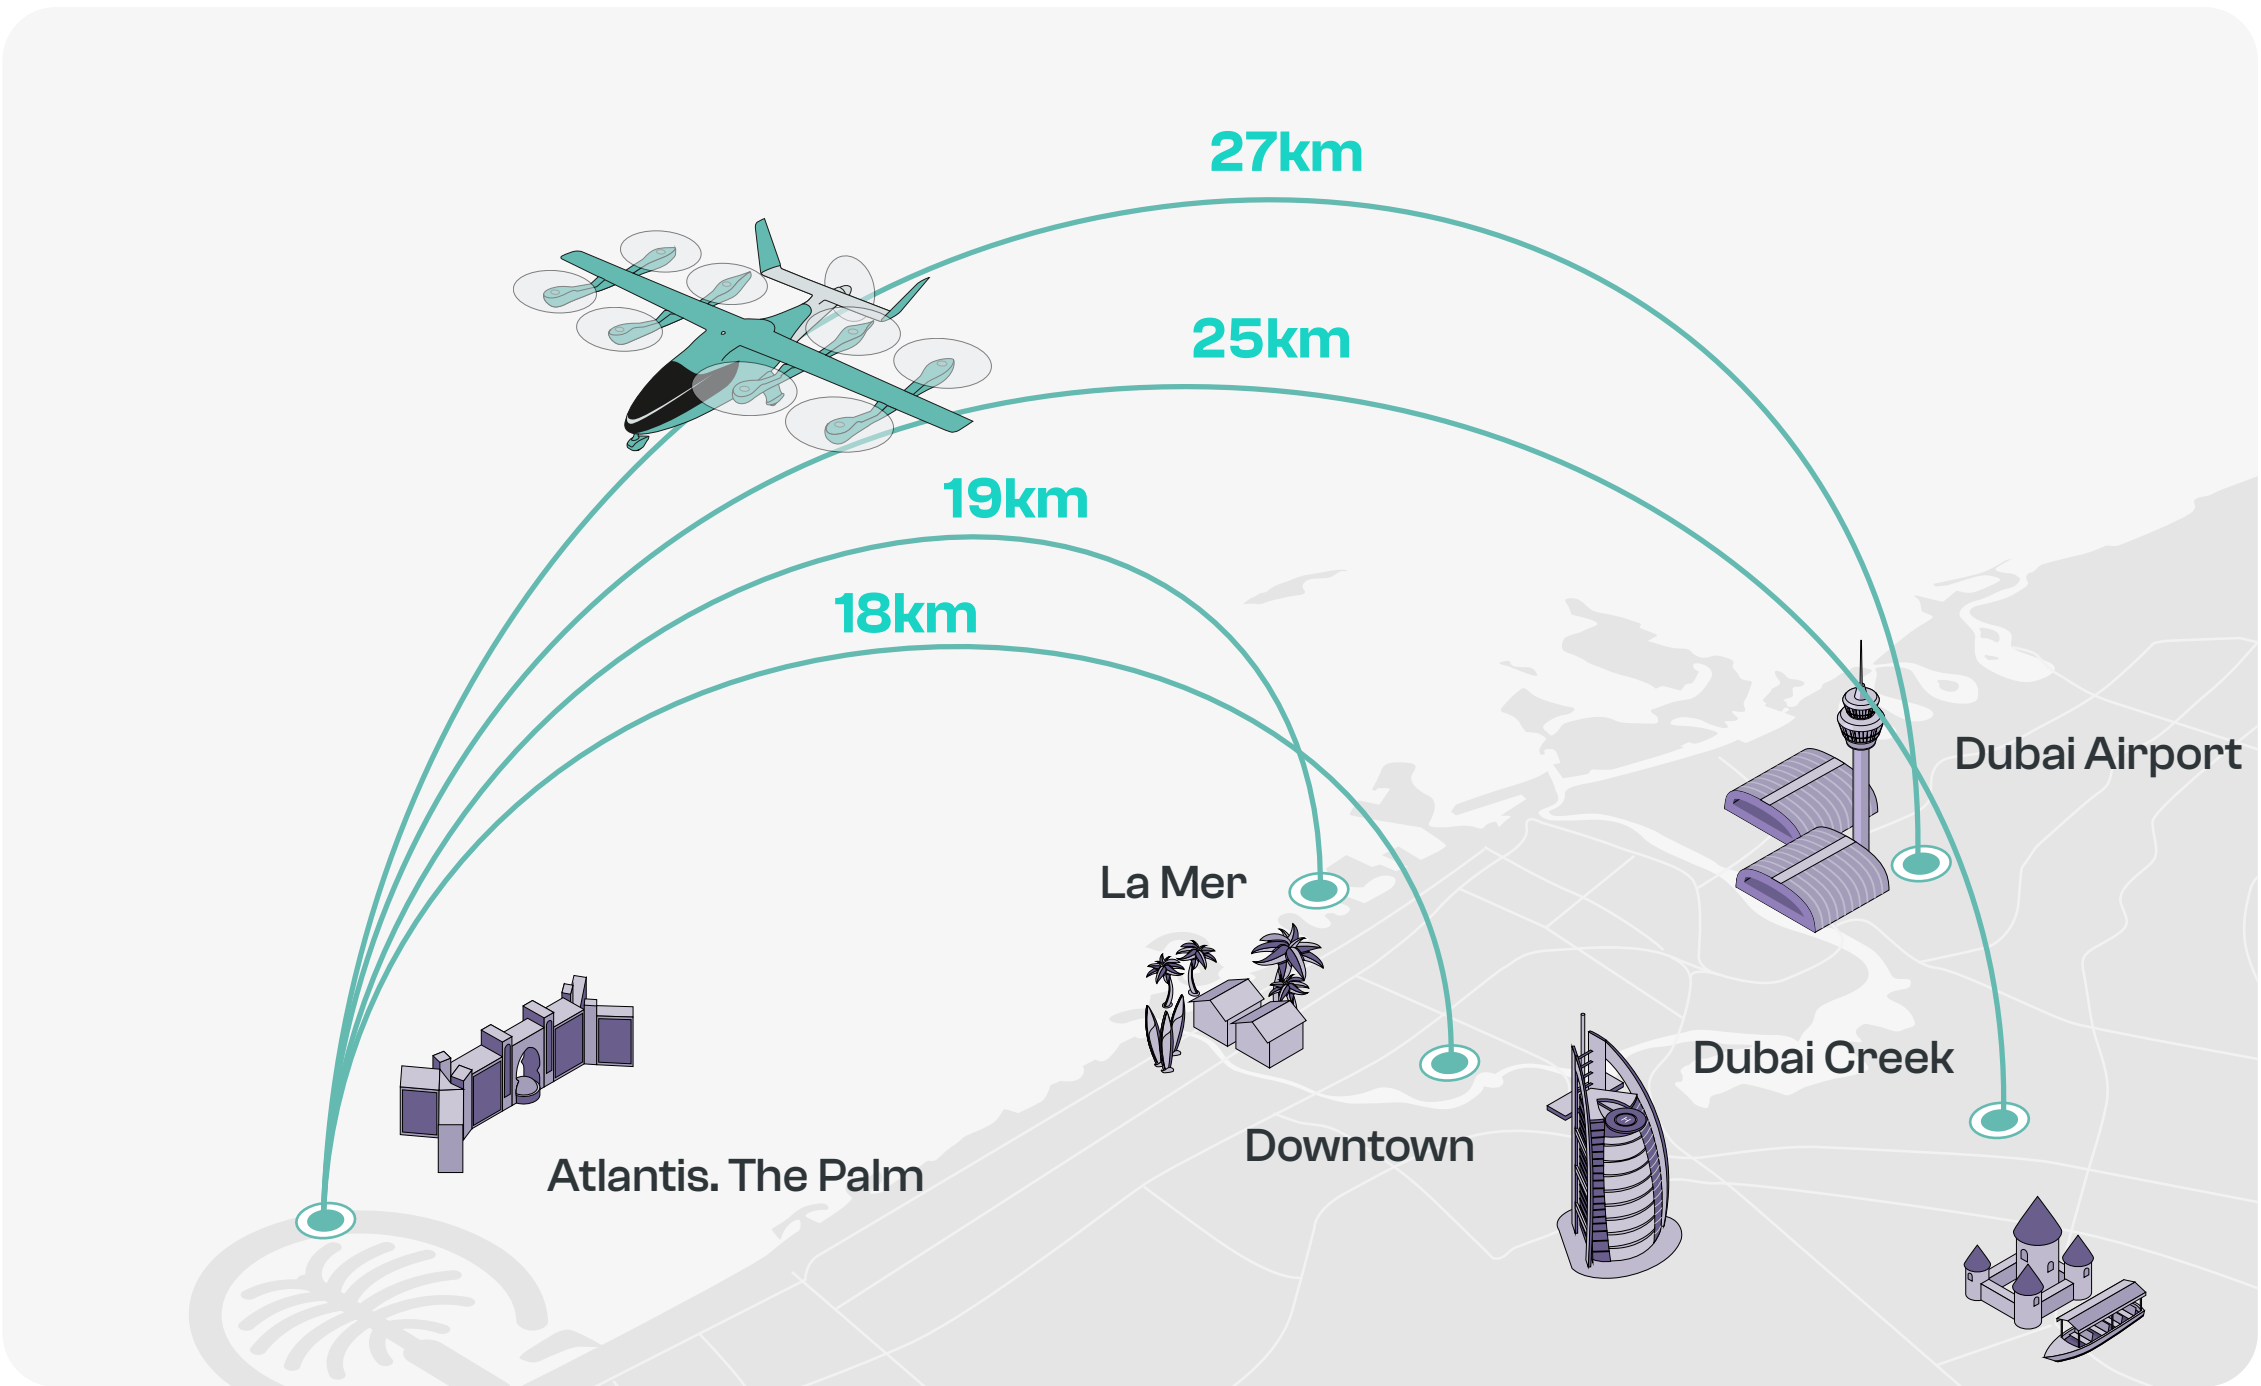 27km
25km
19km
18km
Dubai Airport
La Mer
Dubai Creek
Downtown
Atlantis. The Palm